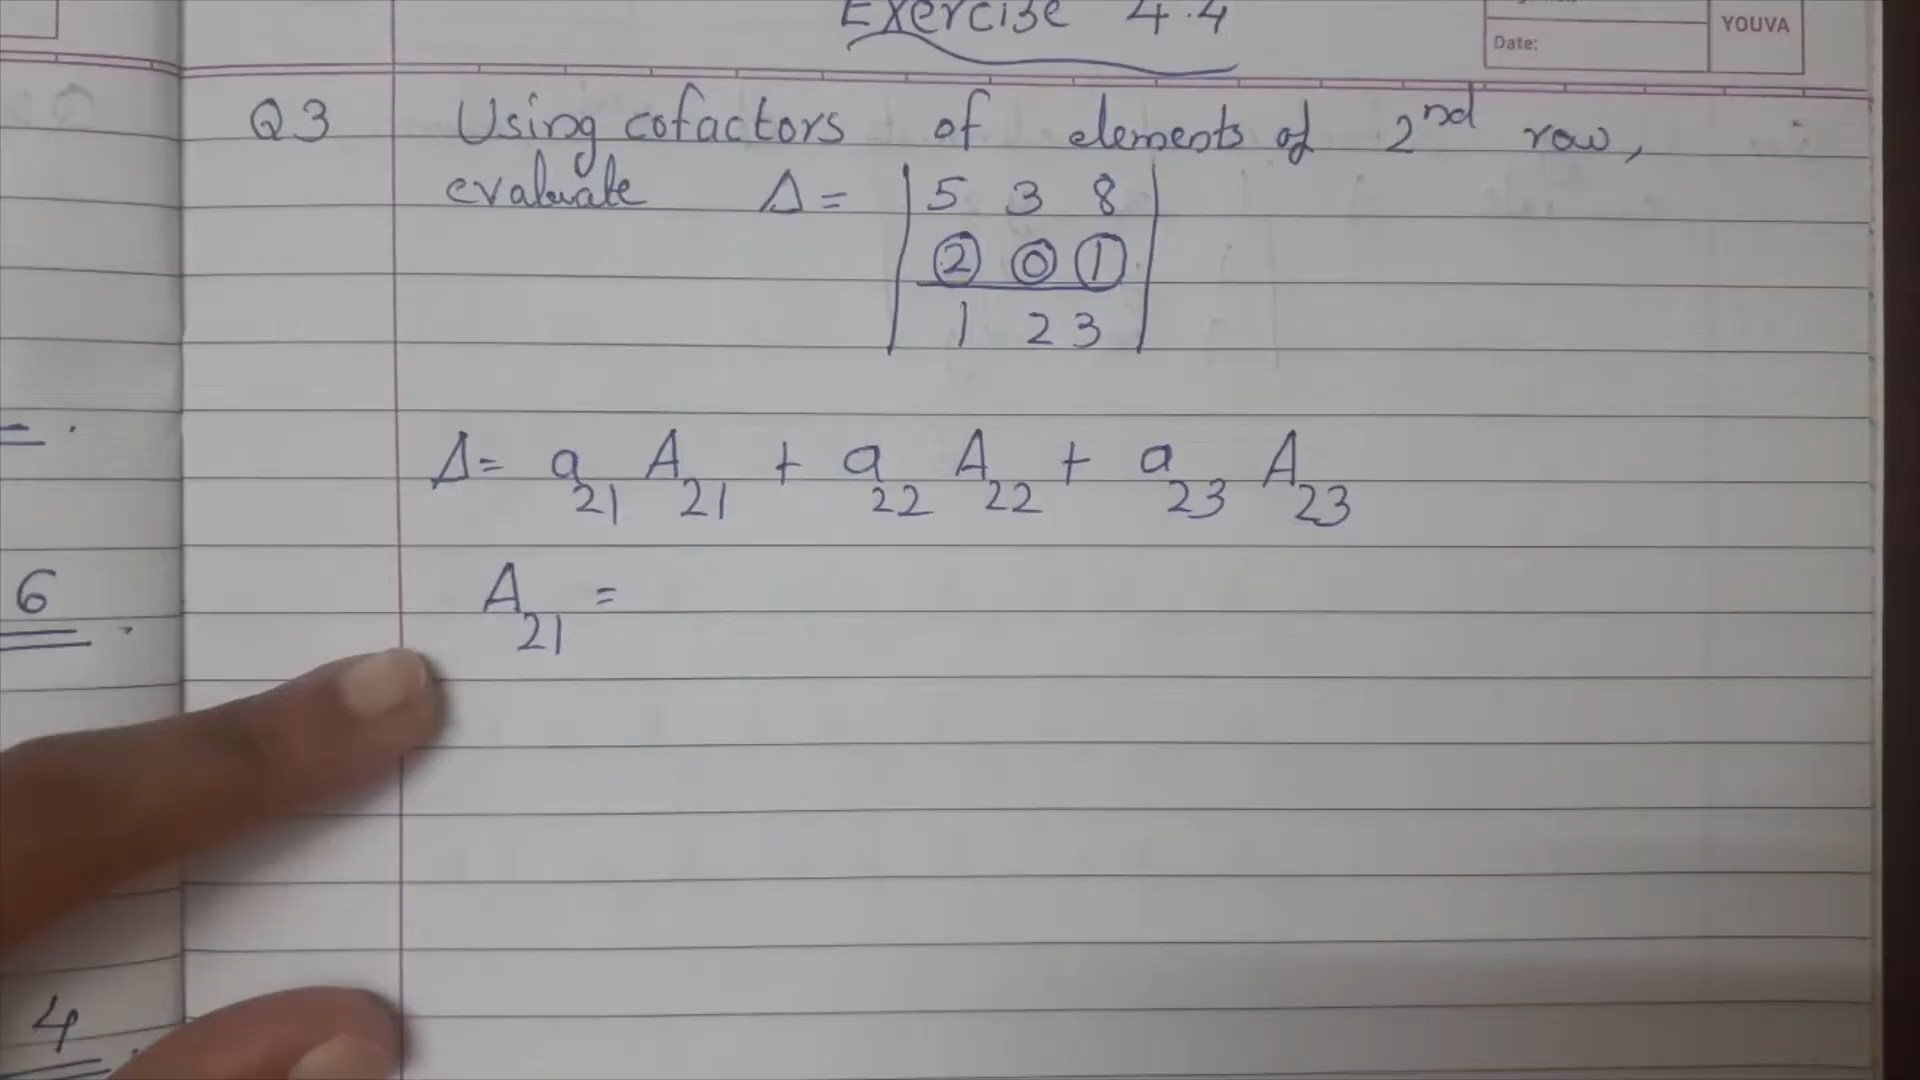 Exercise 4.4
YOUVA
Date:
Q3 Using cofactors of elements of 2nd row,
evaluate Δ = | 5 3 8 |
| 2 0 1 |
| 1 2 3 |
Δ = a21 A21 + a22 A22 + a23 A23
A21 =
6
4